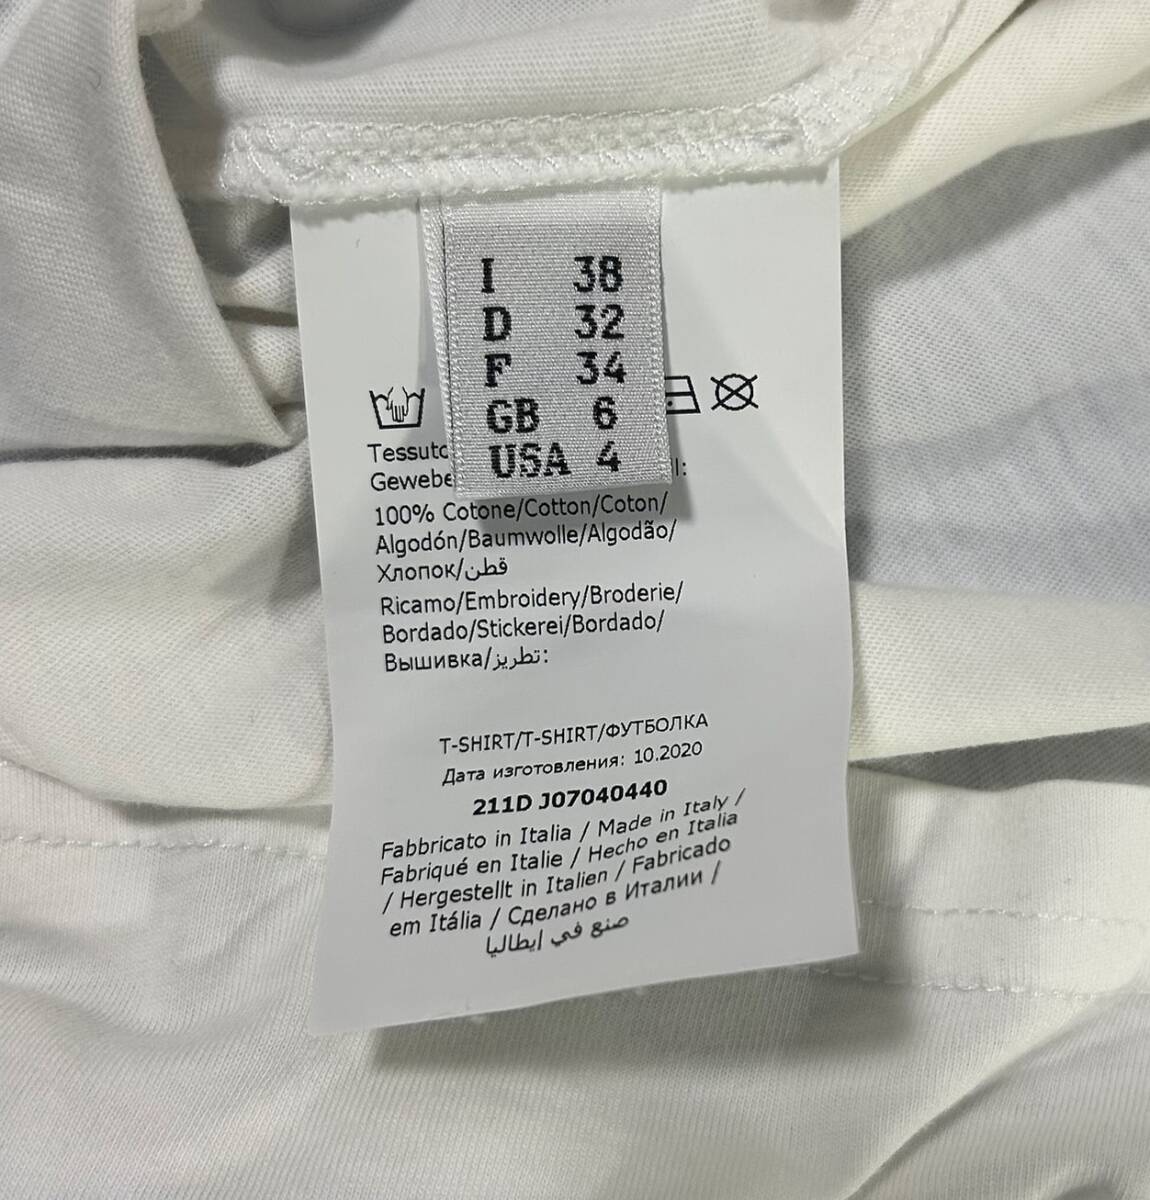 I 38
D 32
F 34
GB 6
USA 4
100% Cotone/Cotton/Coton/
Algodón/Baumwolle/Algodão/
Хлопок/قطن
Ricamo/Embroidery/Broderie/
Bordado/Stickerei/Bordado/
Вышивка/تطريز:
T-SHIRT/T-SHIRT/ФУТБОЛКА
Дата изготовления: 10.2020
211D J07040440
Fabbricato in Italia / Made in Italy /
Fabriqué en Italie / Hecho en Italia
/ Hergestellt in Italien / Fabricado
em Itália / Сделано в Италии /
صنع في إيطاليا